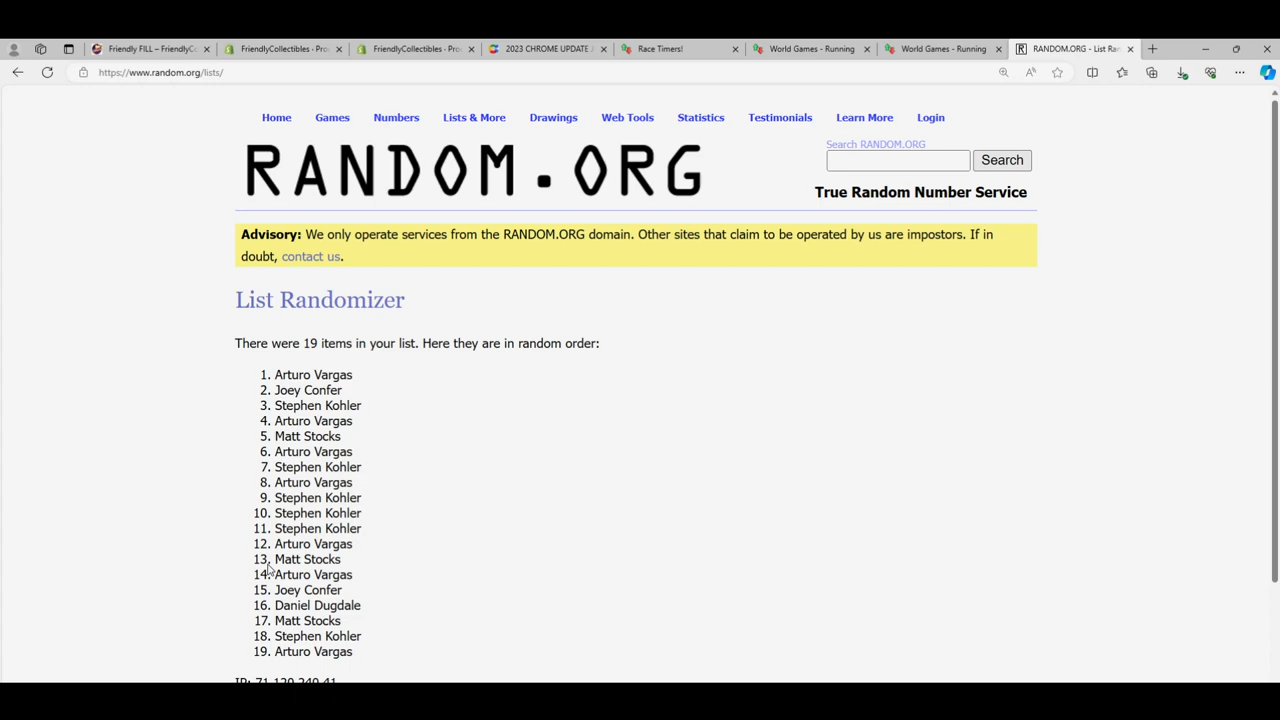 Friendly FILL – FriendlyCo
FriendlyCollectibles - Proc
FriendlyCollectibles - Proc
2023 CHROME UPDATE
Race Timers!
World Games - Running
World Games - Running
RANDOM.ORG - List Ran
https://www.random.org/lists/
Home Games Numbers Lists & More Drawings Web Tools Statistics Testimonials Learn More Login
RANDOM.ORG
Search RANDOM.ORG
Search
True Random Number Service
Advisory: We only operate services from the RANDOM.ORG domain. Other sites that claim to be operated by us are impostors. If in
doubt, contact us.
List Randomizer
There were 19 items in your list. Here they are in random order:
1. Arturo Vargas
2. Joey Confer
3. Stephen Kohler
4. Arturo Vargas
5. Matt Stocks
6. Arturo Vargas
7. Stephen Kohler
8. Arturo Vargas
9. Stephen Kohler
10. Stephen Kohler
11. Stephen Kohler
12. Arturo Vargas
13. Matt Stocks
14. Arturo Vargas
15. Joey Confer
16. Daniel Dugdale
17. Matt Stocks
18. Stephen Kohler
19. Arturo Vargas